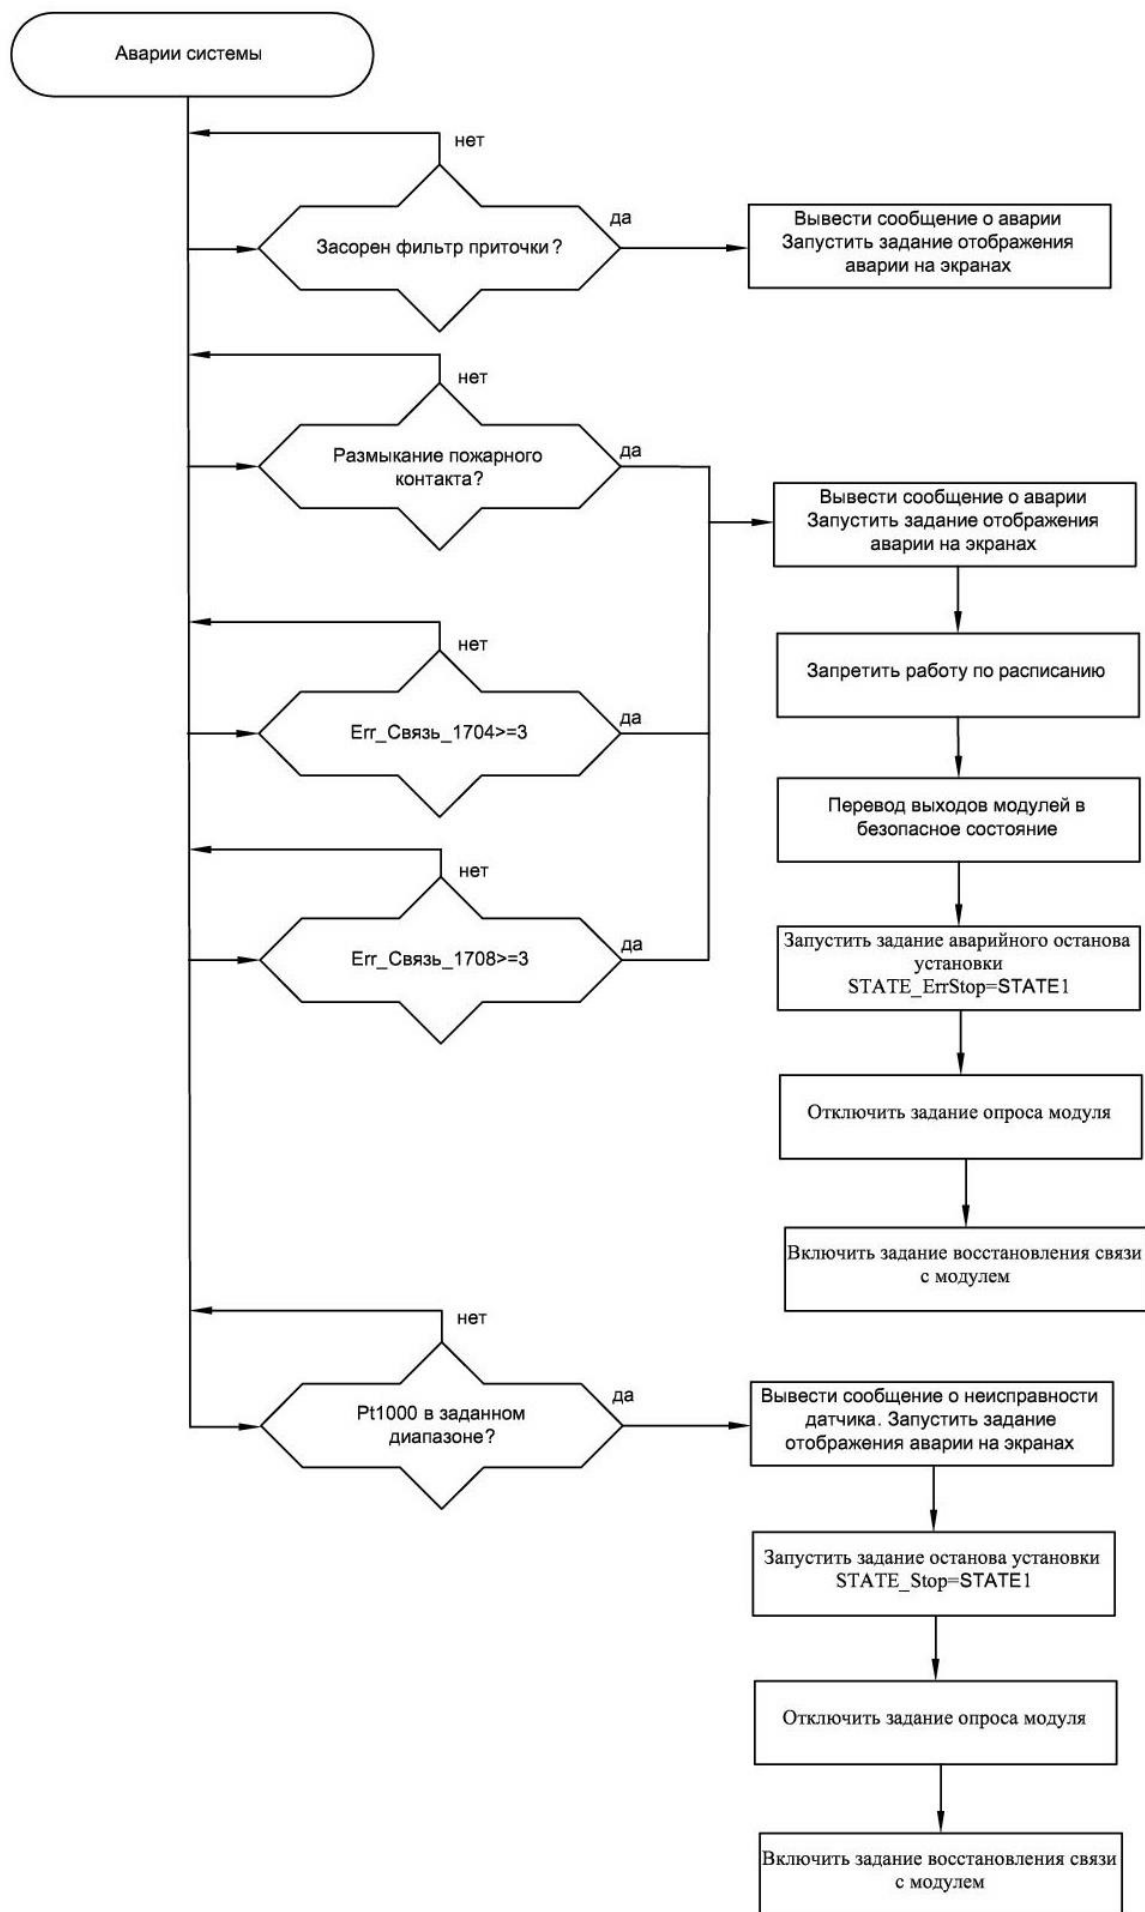 Аварии системы
нет
да
Засорен фильтр приточки?
Вывести сообщение о аварии
Запустить задание отображения
аварии на экранах
нет
да
Размыкание пожарного
контакта?
Вывести сообщение о аварии
Запустить задание отображения
аварии на экранах
Запретить работу по расписанию
нет
да
Err_Связь_1704>=3
Перевод выходов модулей в
безопасное состояние
нет
да
Err_Связь_1708>=3
Запустить задание аварийного останова
установки
STATE_ErrStop=STATE1
Отключить задание опроса модуля
Включить задание восстановления связи
с модулем
нет
да
Pt1000 в заданном
диапазоне?
Вывести сообщение о неисправности
датчика. Запустить задание
отображения аварии на экранах
Запустить задание останова установки
STATE_Stop=STATE1
Отключить задание опроса модуля
Включить задание восстановления связи
с модулем